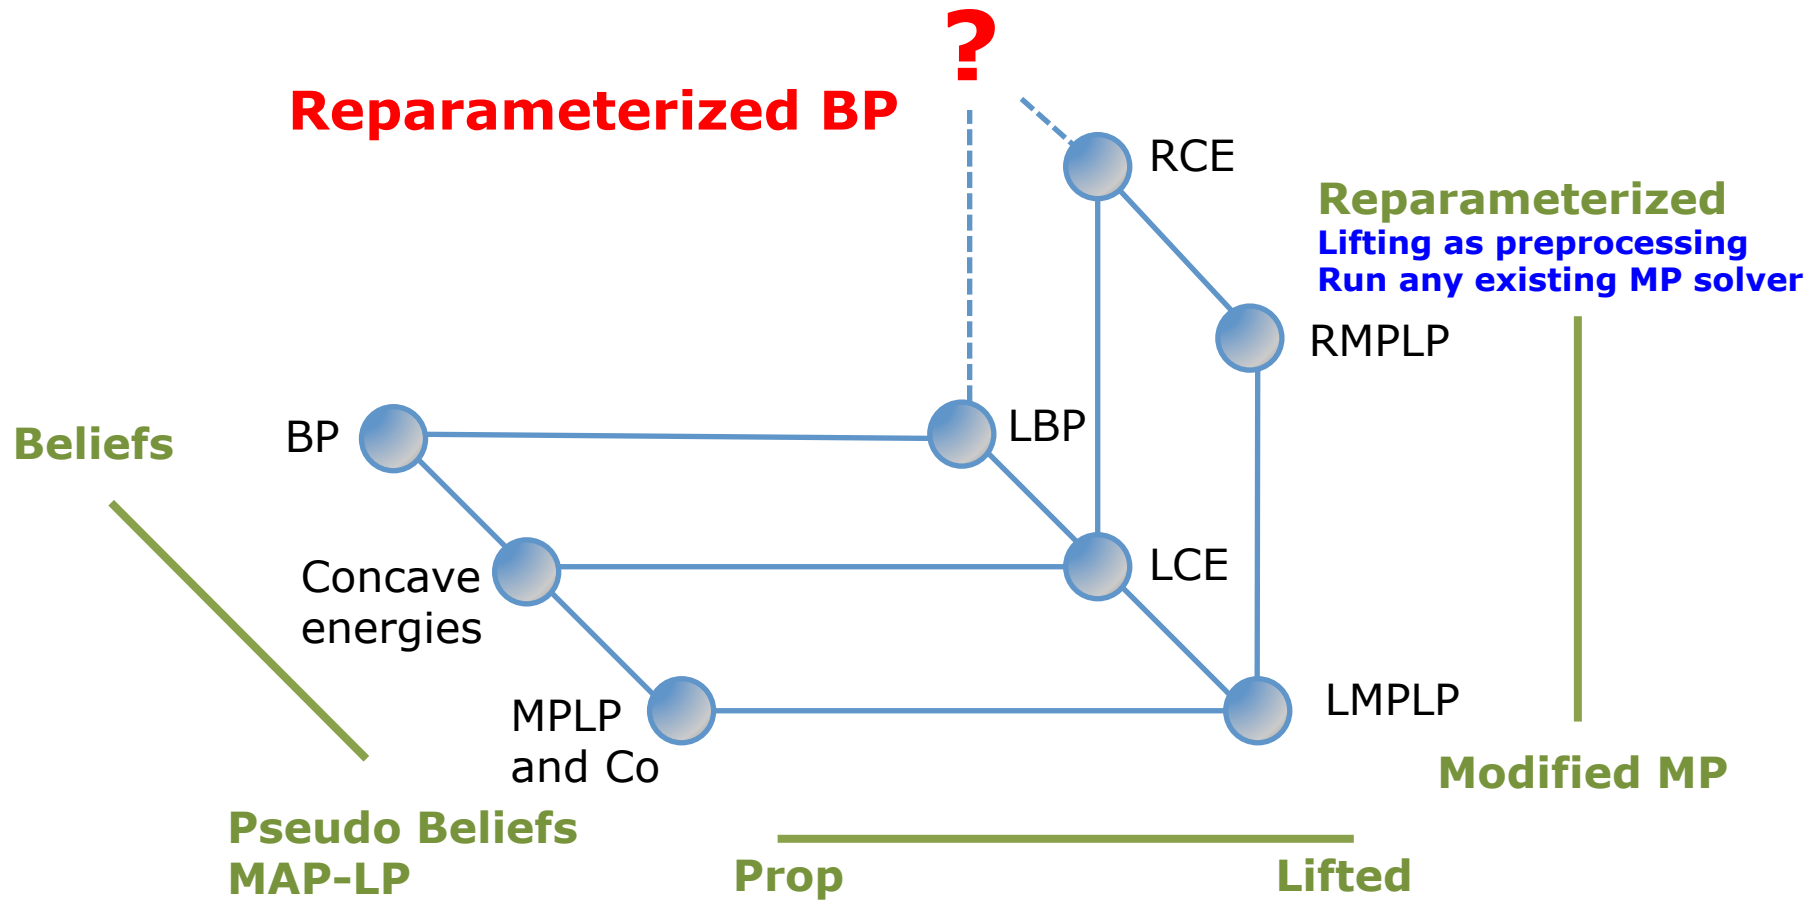 ?
Reparameterized BP
RCE
Reparameterized
Lifting as preprocessing
Run any existing MP solver
RMPLP
Beliefs
BP
LBP
Concave
energies
LCE
MPLP
and Co
LMPLP
Modified MP
Pseudo Beliefs
MAP-LP
Prop
Lifted